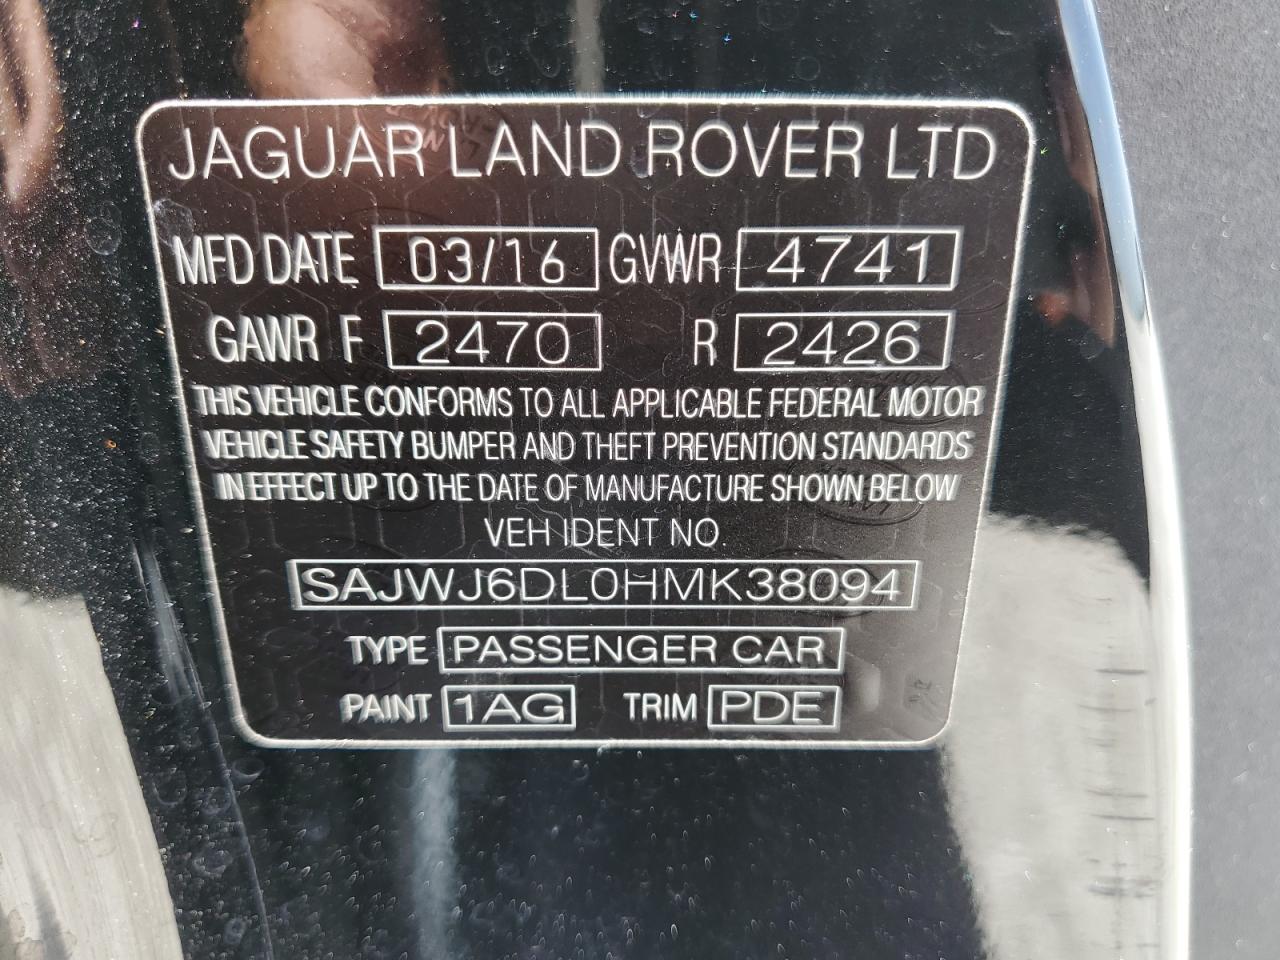 JAGUAR LAND ROVER LTD
MFD DATE 03/16 GVWR 4741
GAWR F 2470 R 2426
THIS VEHICLE CONFORMS TO ALL APPLICABLE FEDERAL MOTOR
VEHICLE SAFETY BUMPER AND THEFT PREVENTION STANDARDS
IN EFFECT UP TO THE DATE OF MANUFACTURE SHOWN BELOW
VEH IDENT NO.
SAJWJ6DL0HMK38094
TYPE PASSENGER CAR
PAINT 1AG TRIM PDE